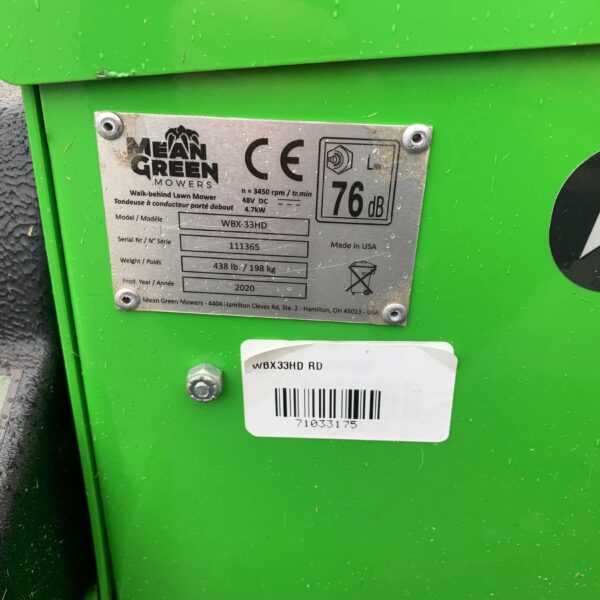 MEAN
GREEN
MOWERS
Walk-behind Lawn Mower
Tondeuse à conducteur porté debout
n = 3450 rpm / tr.min
48V DC
4.7kW
CE
76 dB
Model / Modèle WBX-33HD
Serial Nr / N° Série 111365
Weight / Poids 438 lb. / 198 kg
Prod. Year / Année 2020
Made in USA
Mean Green Mowers - 4404 Hamilton Cleves Rd, Ste. 2 - Hamilton, OH 45013 - USA
WBX33HD RD
71033175